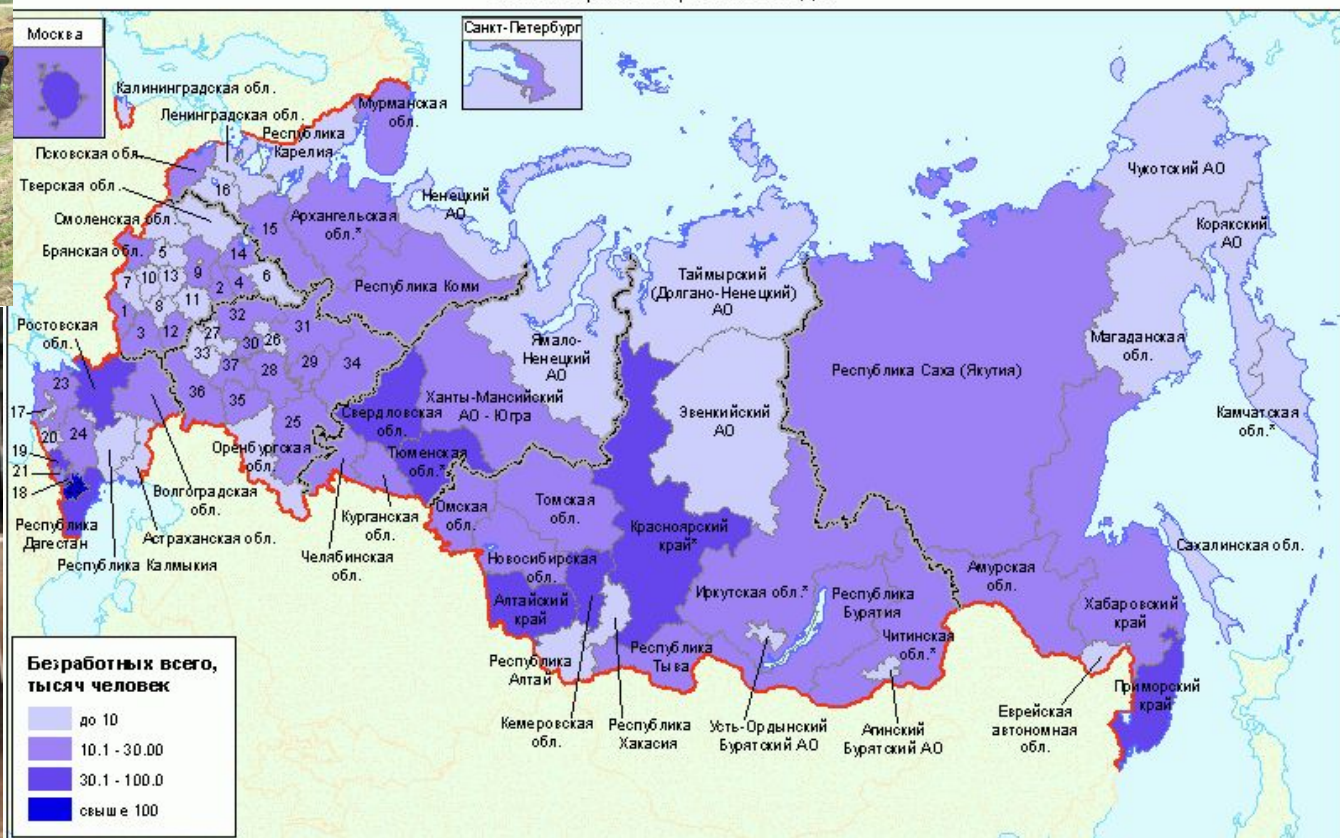 Москва
Санкт-Петербург
Калининградская обл.
Ленинградская обл.
Мурманская
обл.
Республика
Карелия
Псковская обл.
Тверская обл.
Смоленская обл.
Брянская обл.
Архангельская
обл.*
Ненецкий
АО
Республика Коми
Таймырский
(Долгано-Ненецкий)
АО
Чукотский АО
Корякский
АО
Магаданская
обл.
Камчатская
обл.*
Республика Саха (Якутия)
Эвенкийский
АО
Ямало-
Ненецкий
АО
Ханты-Мансийский
АО - Югра
Свердловская
обл.
Тюменская
обл.*
Ростовская
обл.
Оренбургская
обл.
Волгоградская
обл.
Астраханская обл.
Республика Калмыкия
Республика
Дагестан
Курганская
обл.
Челябинская
обл.
Омская
обл.
Томская
обл.
Новосибирская
обл.
Алтайский
край
Красноярский
край*
Республика
Алтай
Кемеровская
обл.
Республика
Хакасия
Республика
Тыва
Иркутская обл.*
Усть-Ордынский
Бурятский АО
Республика
Бурятия
Читинская
обл.*
Агинский
Бурятский АО
Амурская
обл.
Еврейская
автономная
обл.
Хабаровский
край
Приморский
край
Сахалинская обл.
16
15
14
5
7
10
13
9
2
4
6
8
11
1
3
12
32
31
27
30
26
33
37
28
29
34
36
35
25
23
17
20
24
19
21
18
Безработных всего,
тысяч человек
до 10
10.1 - 30.00
30.1 - 100.0
свыше 100